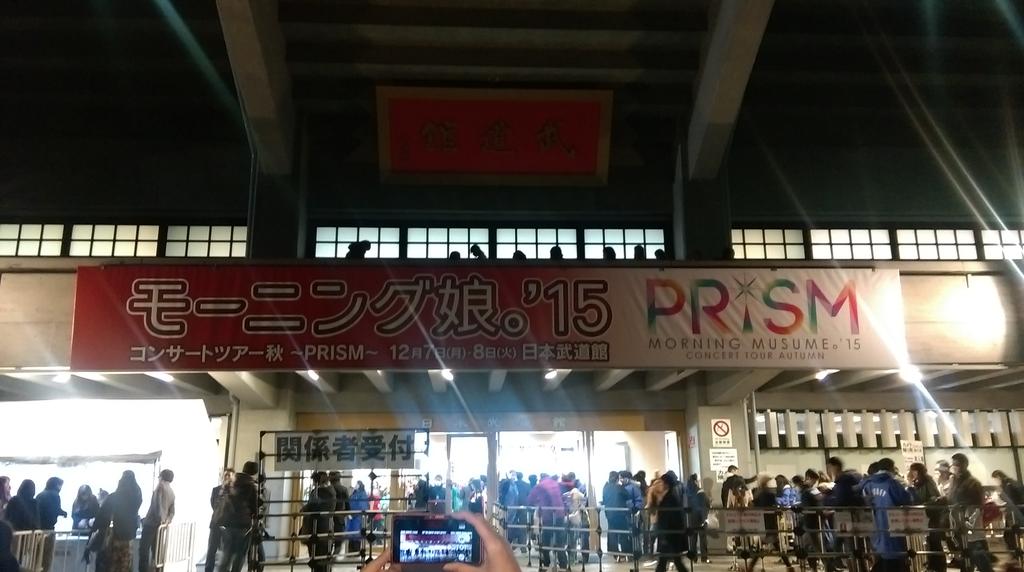 武道館
モーニング娘。'15
コンサートツアー秋 ～PRISM～ 12月7日(月)・8日(火) 日本武道館
PRiSM
MORNING MUSUME。'15
CONCERT TOUR AUTUMN
関係者受付